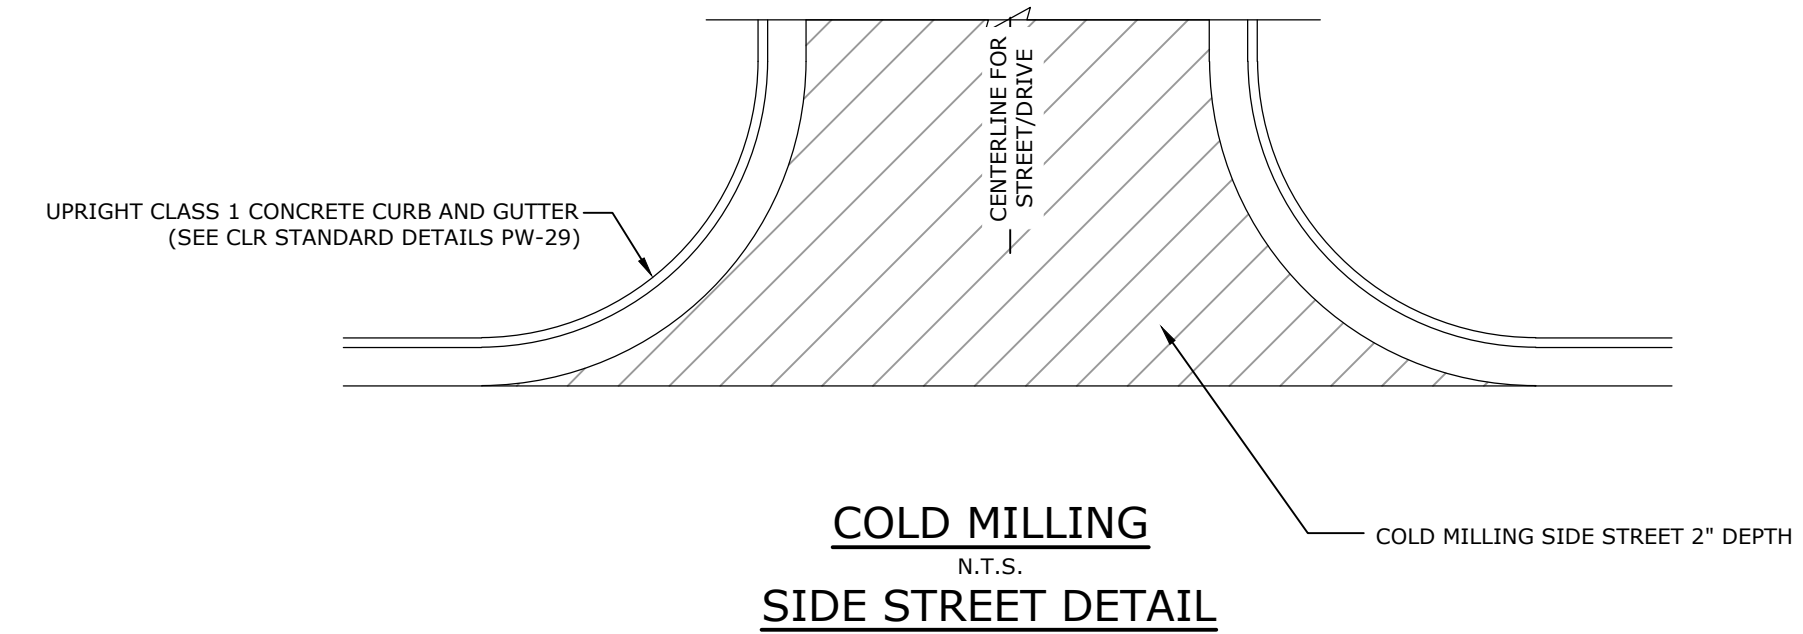 CENTERLINE FOR
STREET/DRIVE
UPRIGHT CLASS 1 CONCRETE CURB AND GUTTER
(SEE CLR STANDARD DETAILS PW-29)
COLD MILLING SIDE STREET 2" DEPTH
COLD MILLING
N.T.S.
SIDE STREET DETAIL